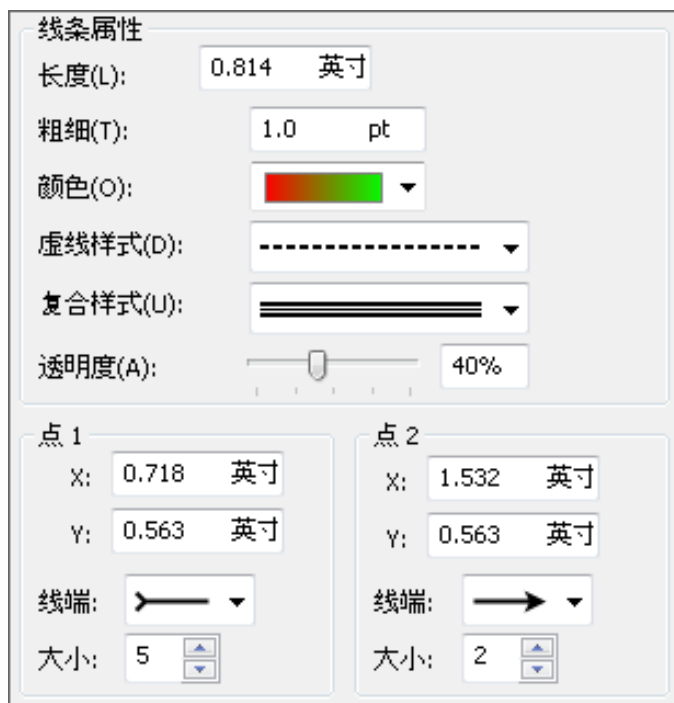 线条属性
长度(L): 0.814 英寸
粗细(T): 1.0 pt
颜色(O):
虚线样式(D):
复合样式(U):
透明度(A): 40%
点 1
X: 0.718 英寸
Y: 0.563 英寸
线端:
大小: 5
点 2
X: 1.532 英寸
Y: 0.563 英寸
线端:
大小: 2